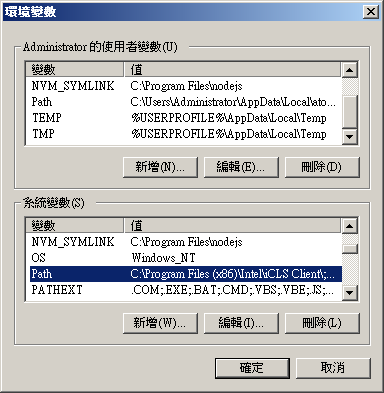 環境變數
Administrator 的使用者變數(U)
變數 值
NVM_SYMLINK C:\Program Files\nodejs
Path C:\Users\Administrator\AppData\Local\ato...
TEMP %USERPROFILE%\AppData\Local\Temp
TMP %USERPROFILE%\AppData\Local\Temp
新增(N)... 編輯(E)... 刪除(D)
系統變數(S)
變數 值
NVM_SYMLINK C:\Program Files\nodejs
OS Windows_NT
Path C:\Program Files (x86)\Intel\iCLS Client\;...
PATHEXT .COM;.EXE;.BAT;.CMD;.VBS;.VBE;.JS;...
新增(W)... 編輯(I)... 刪除(L)
確定 取消